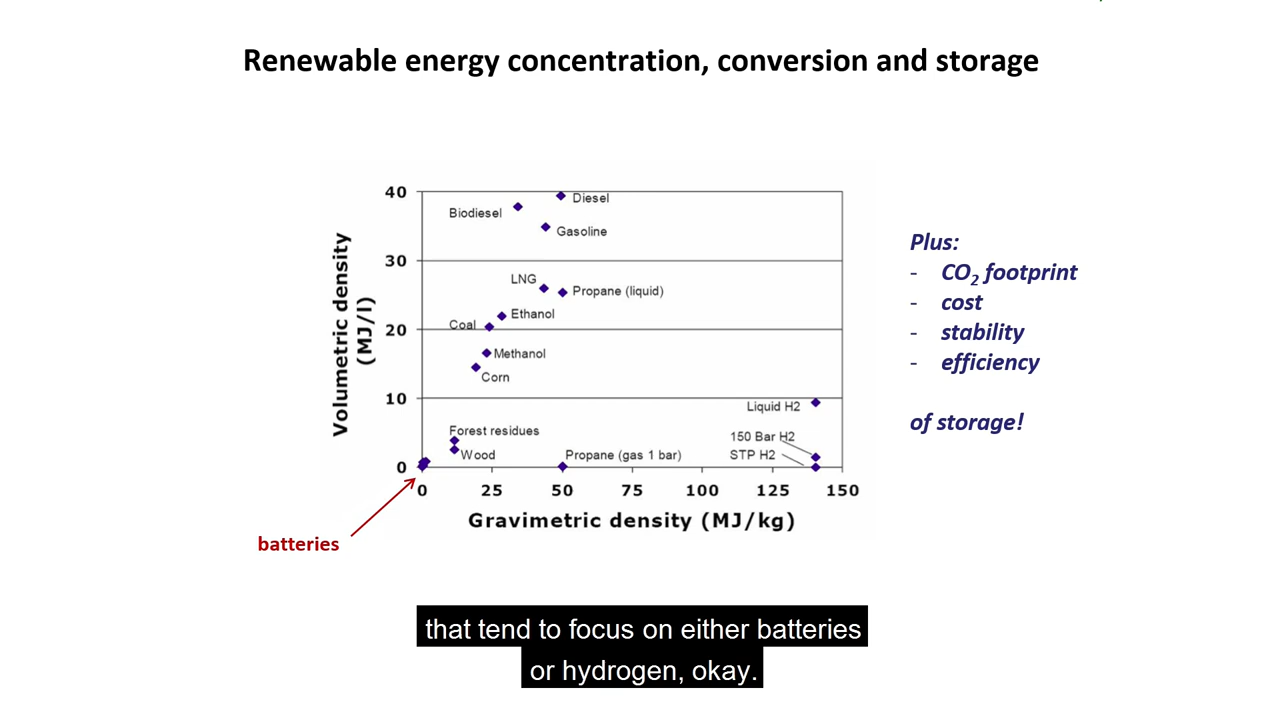 Renewable energy concentration, conversion and storage
Volumetric density
(MJ/l)
40
30
20
10
0
Diesel
Biodiesel
Gasoline
LNG
Propane (liquid)
Ethanol
Coal
Methanol
Corn
Liquid H2
Forest residues
150 Bar H2
Wood
Propane (gas 1 bar)
STP H2
0 25 50 75 100 125 150
Gravimetric density (MJ/kg)
batteries
Plus:
- CO₂ footprint
- cost
- stability
- efficiency
of storage!
that tend to focus on either batteries
or hydrogen, okay.